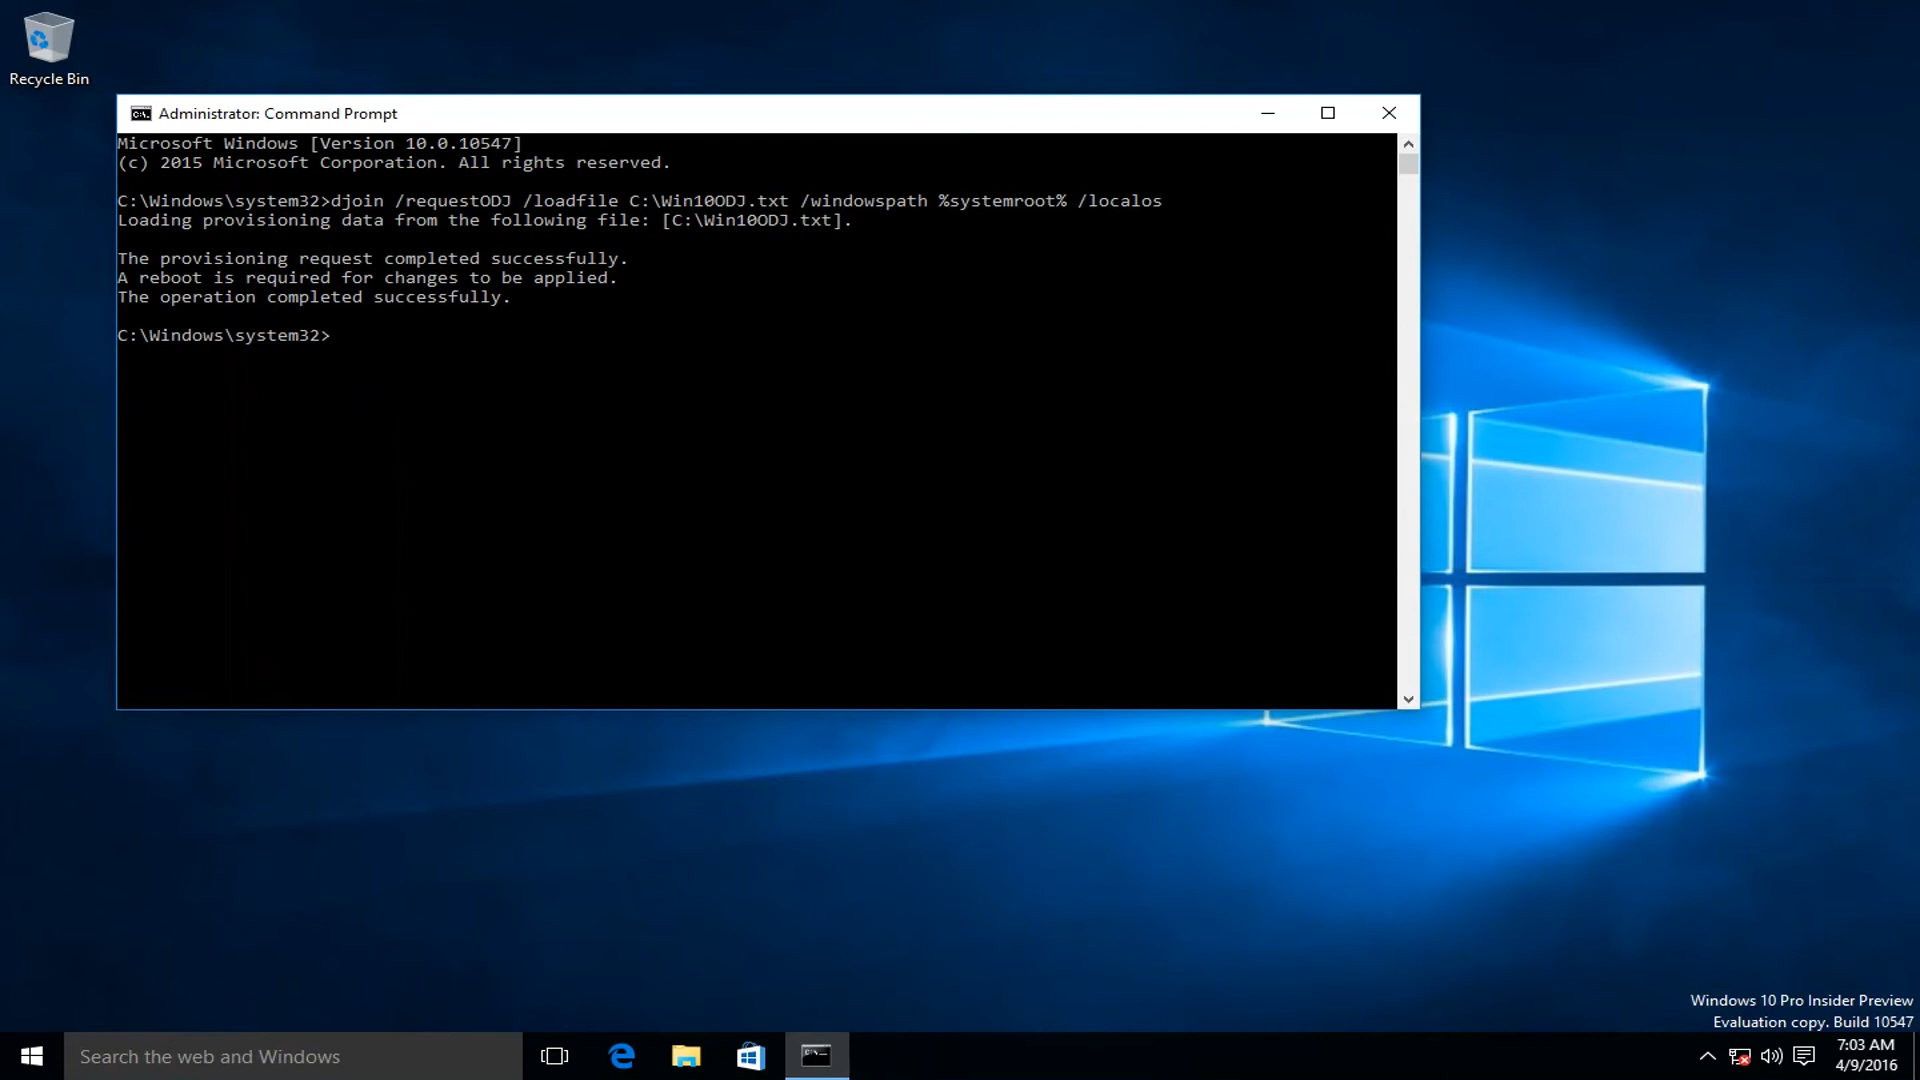 Recycle Bin
Administrator: Command Prompt
Microsoft Windows [Version 10.0.10547]
(c) 2015 Microsoft Corporation. All rights reserved.
C:\Windows\system32>djoin /requestODJ /loadfile C:\Win10ODJ.txt /windowspath %systemroot% /localos
Loading provisioning data from the following file: [C:\Win10ODJ.txt].
The provisioning request completed successfully.
A reboot is required for changes to be applied.
The operation completed successfully.
C:\Windows\system32>
Windows 10 Pro Insider Preview
Evaluation copy. Build 10547
Search the web and Windows
7:03 AM
4/9/2016